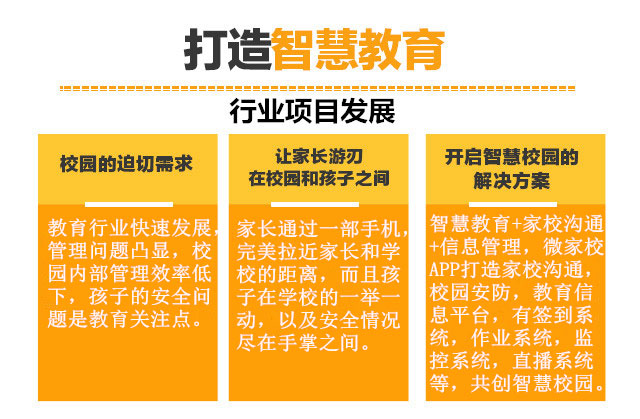 打造智慧教育
行业项目发展
校园的迫切需求
教育行业快速发展，
管理问题凸显，校
园内部管理效率低
下，孩子的安全问
题是教育关注点。
让家长游刃
在校园和孩子之间
家长通过一部手机，
完美拉近家长和学
校的距离，而且孩
子在学校的一举一
动，以及安全情况
尽在手掌之间。
开启智慧校园的
解决方案
智慧教育+家校沟通
+信息管理，微家校
APP打造家校沟通，
校园安防，教育信
息平台，有签到系
统，作业系统，监
控系统，直播系统
等，共创智慧校园。